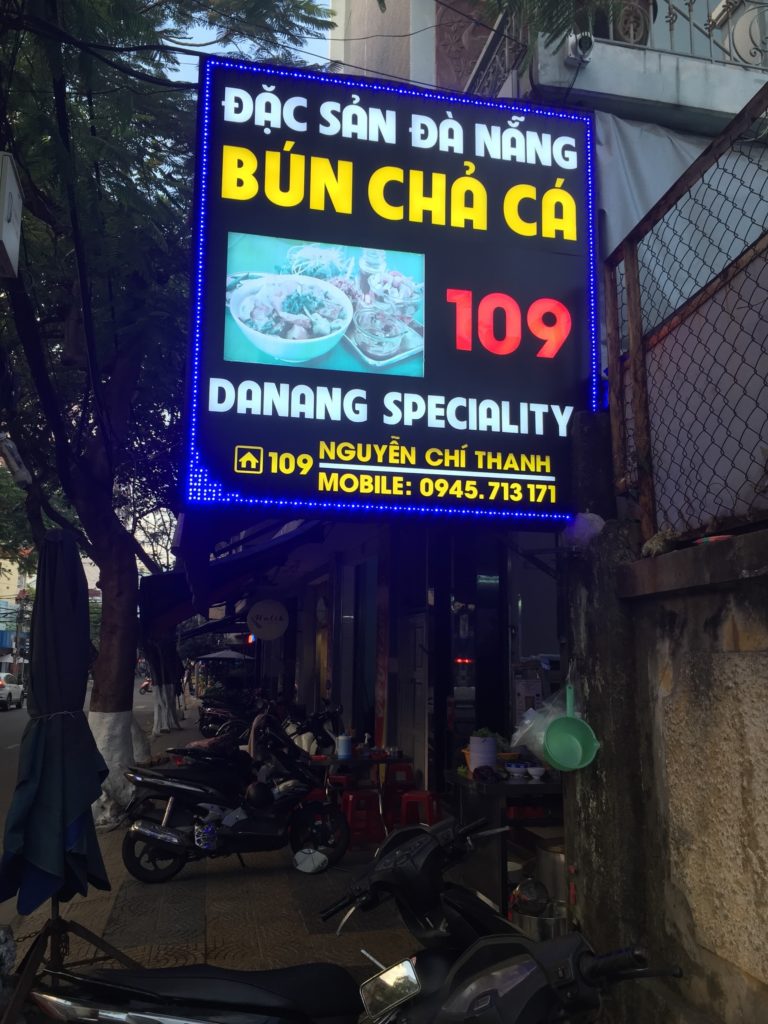 ĐẶC SẢN ĐÀ NẴNG
BÚN CHẢ CÁ
109
DANANG SPECIALITY
109 NGUYỄN CHÍ THANH
MOBILE: 0945.713 171